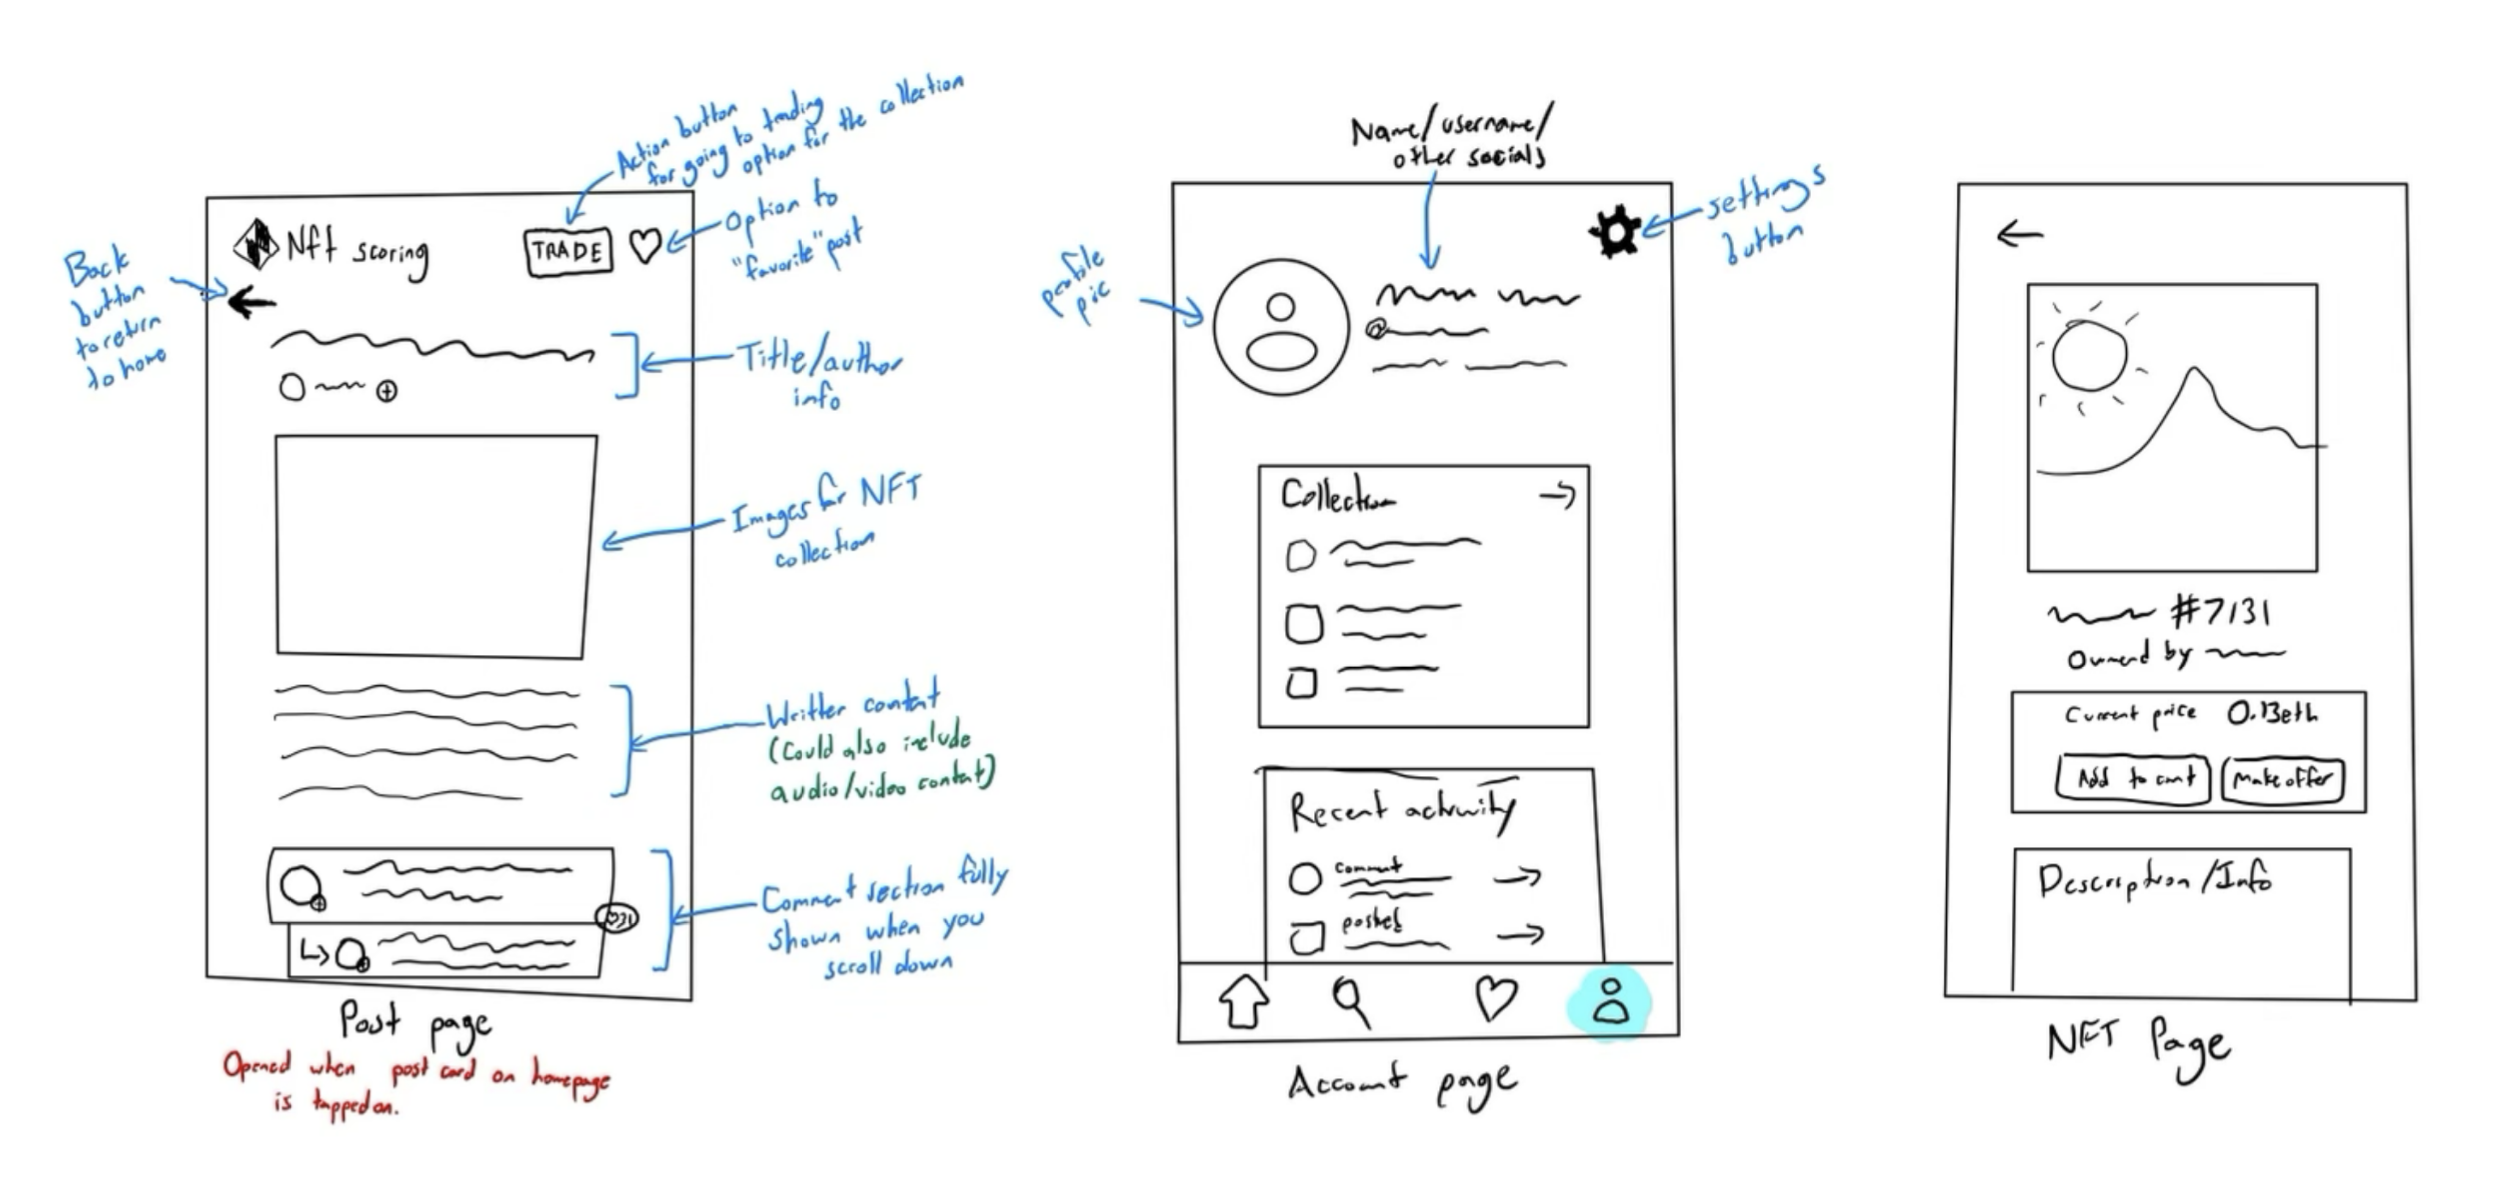 Action button
for going to trading
option for the collection
Nft scoring
TRADE
Option to
"favorite" post
Back
button
to return
to home
Title/author
info
Images for NFT
collection
Written content
(Could also include
audio/video content)
31
Comment section fully
shown when you
scroll down
Post page
Opened when post card on homepage
is tapped on.
Name/username/
other socials
settings
button
profile
pic
@
Collection
Recent activity
comment
posted
Account page
#7131
Owned by
Current price 0.13eth
Add to cart
Make offer
Description/Info
NFT Page